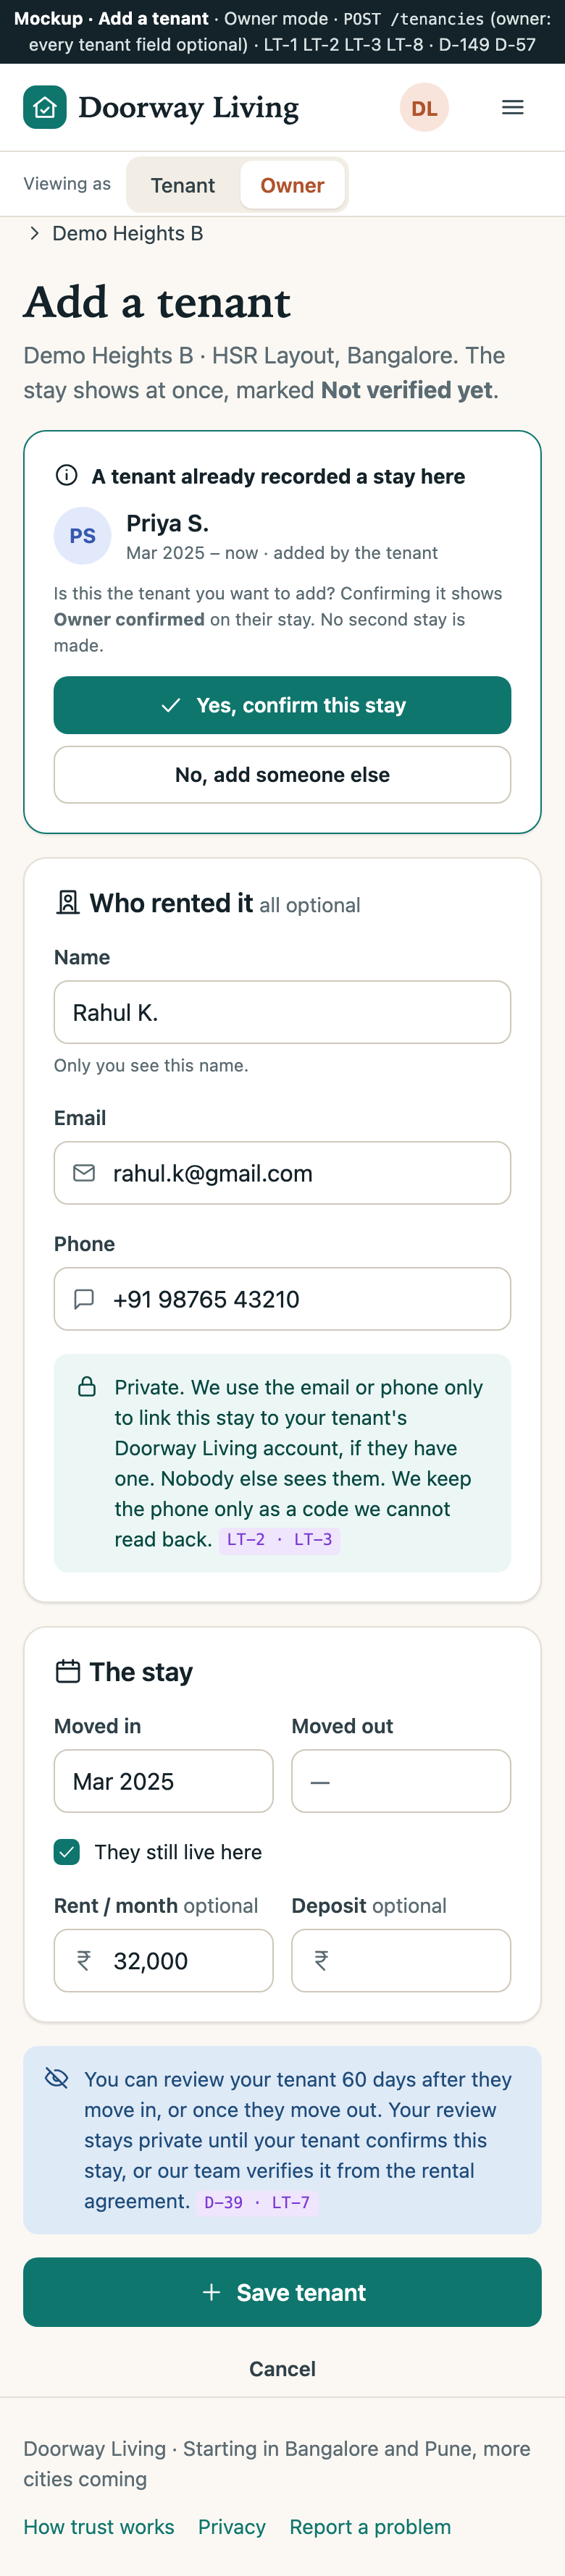 Mockup · Add a tenant · Owner mode · POST /tenancies (owner:
every tenant field optional) · LT-1 LT-2 LT-3 LT-8 · D-149 D-57
Doorway Living
DL
Viewing as
Tenant
Owner
Demo Heights B
Add a tenant
Demo Heights B · HSR Layout, Bangalore. The
stay shows at once, marked Not verified yet.
A tenant already recorded a stay here
PS
Priya S.
Mar 2025 – now · added by the tenant
Is this the tenant you want to add? Confirming it shows
Owner confirmed on their stay. No second stay is
made.
Yes, confirm this stay
No, add someone else
Who rented it all optional
Name
Rahul K.
Only you see this name.
Email
rahul.k@gmail.com
Phone
+91 98765 43210
Private. We use the email or phone only
to link this stay to your tenant's
Doorway Living account, if they have
one. Nobody else sees them. We keep
the phone only as a code we cannot
read back. LT-2 · LT-3
The stay
Moved in
Moved out
Mar 2025
—
They still live here
Rent / month optional
Deposit optional
₹ 32,000
₹
You can review your tenant 60 days after they
move in, or once they move out. Your review
stays private until your tenant confirms this
stay, or our team verifies it from the rental
agreement. D-39 · LT-7
Save tenant
Cancel
Doorway Living · Starting in Bangalore and Pune, more
cities coming
How trust works
Privacy
Report a problem